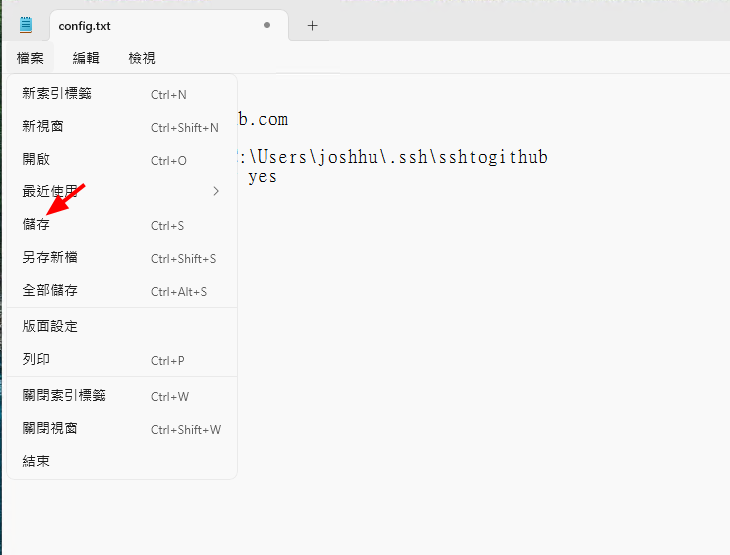 config.txt
檔案 編輯 檢視
新索引標籤 Ctrl+N
新視窗 Ctrl+Shift+N
b.com
開啟 Ctrl+O
:\Users\joshhu\.ssh\sshtogithub
最近使用
yes
儲存 Ctrl+S
另存新檔 Ctrl+Shift+S
全部儲存 Ctrl+Alt+S
版面設定
列印 Ctrl+P
關閉索引標籤 Ctrl+W
關閉視窗 Ctrl+Shift+W
結束